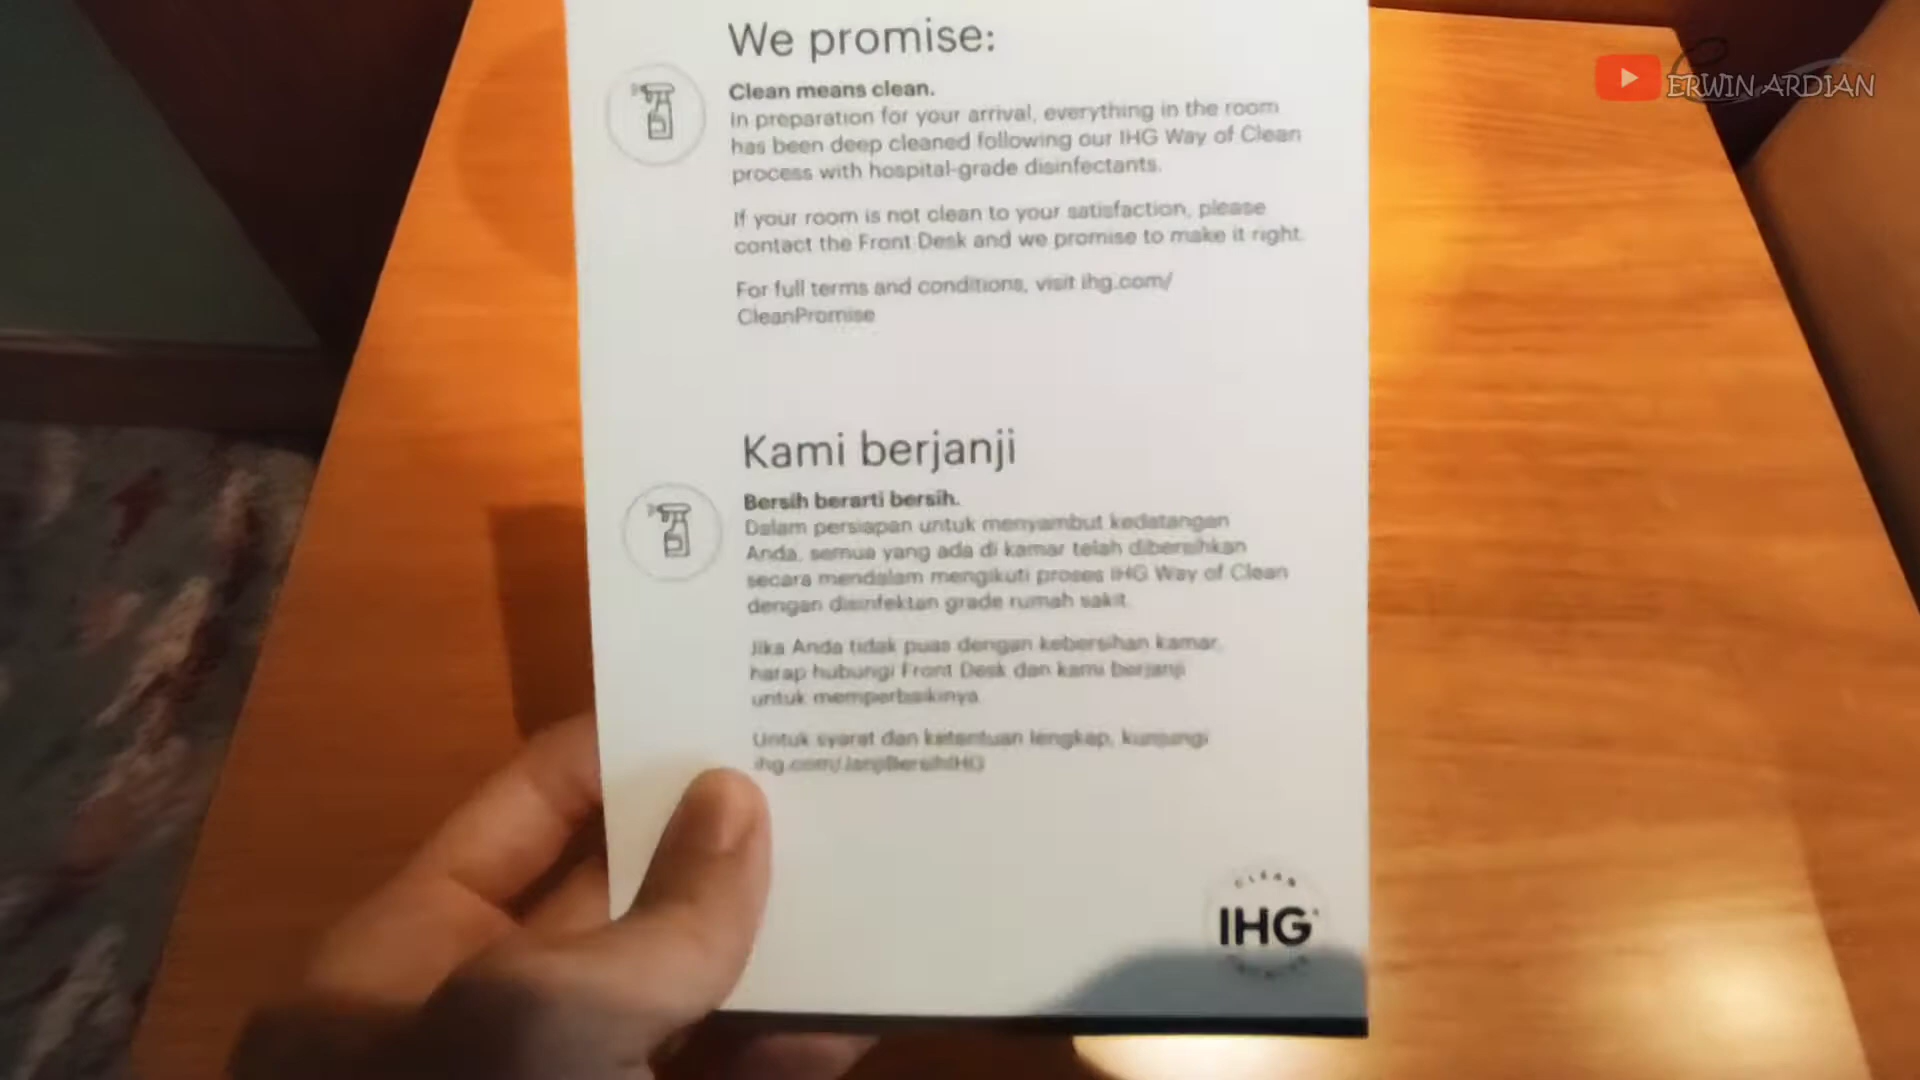 We promise:
Clean means clean.
In preparation for your arrival, everything in the room
has been deep cleaned following our IHG Way of Clean
process with hospital-grade disinfectants.
If your room is not clean to your satisfaction, please
contact the Front Desk and we promise to make it right.
For full terms and conditions, visit ihg.com/
CleanPromise
Kami berjanji
Bersih berarti bersih.
Dalam persiapan untuk menyambut kedatangan
Anda, semua yang ada di kamar telah dibersihkan
secara mendalam mengikuti proses IHG Way of Clean
dengan disinfektan grade rumah sakit.
Jika Anda tidak puas dengan kebersihan kamar,
harap hubungi Front Desk dan kami berjanji
untuk memperbaikinya.
Untuk syarat dan ketentuan lengkap, kunjungi
ihg.com/JanjiBersihIHG
CLEAN
IHG
ERWIN ARDIAN